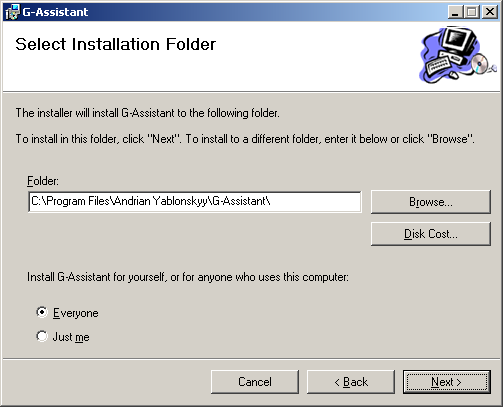 G-Assistant
Select Installation Folder
The installer will install G-Assistant to the following folder.
To install in this folder, click "Next". To install to a different folder, enter it below or click "Browse".
Folder:
C:\Program Files\Andrian Yablonskyy\G-Assistant\
Browse...
Disk Cost...
Install G-Assistant for yourself, or for anyone who uses this computer:
Everyone
Just me
Cancel
< Back
Next >